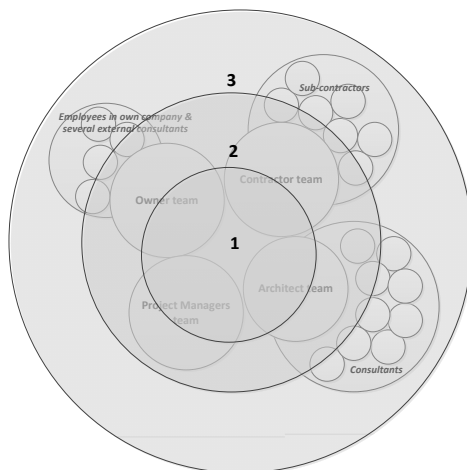 3
Sub-contractors
Employees in own company &
several external consultants
2
Contractor team
Owner team
1
Architect team
Project Managers
team
Consultants